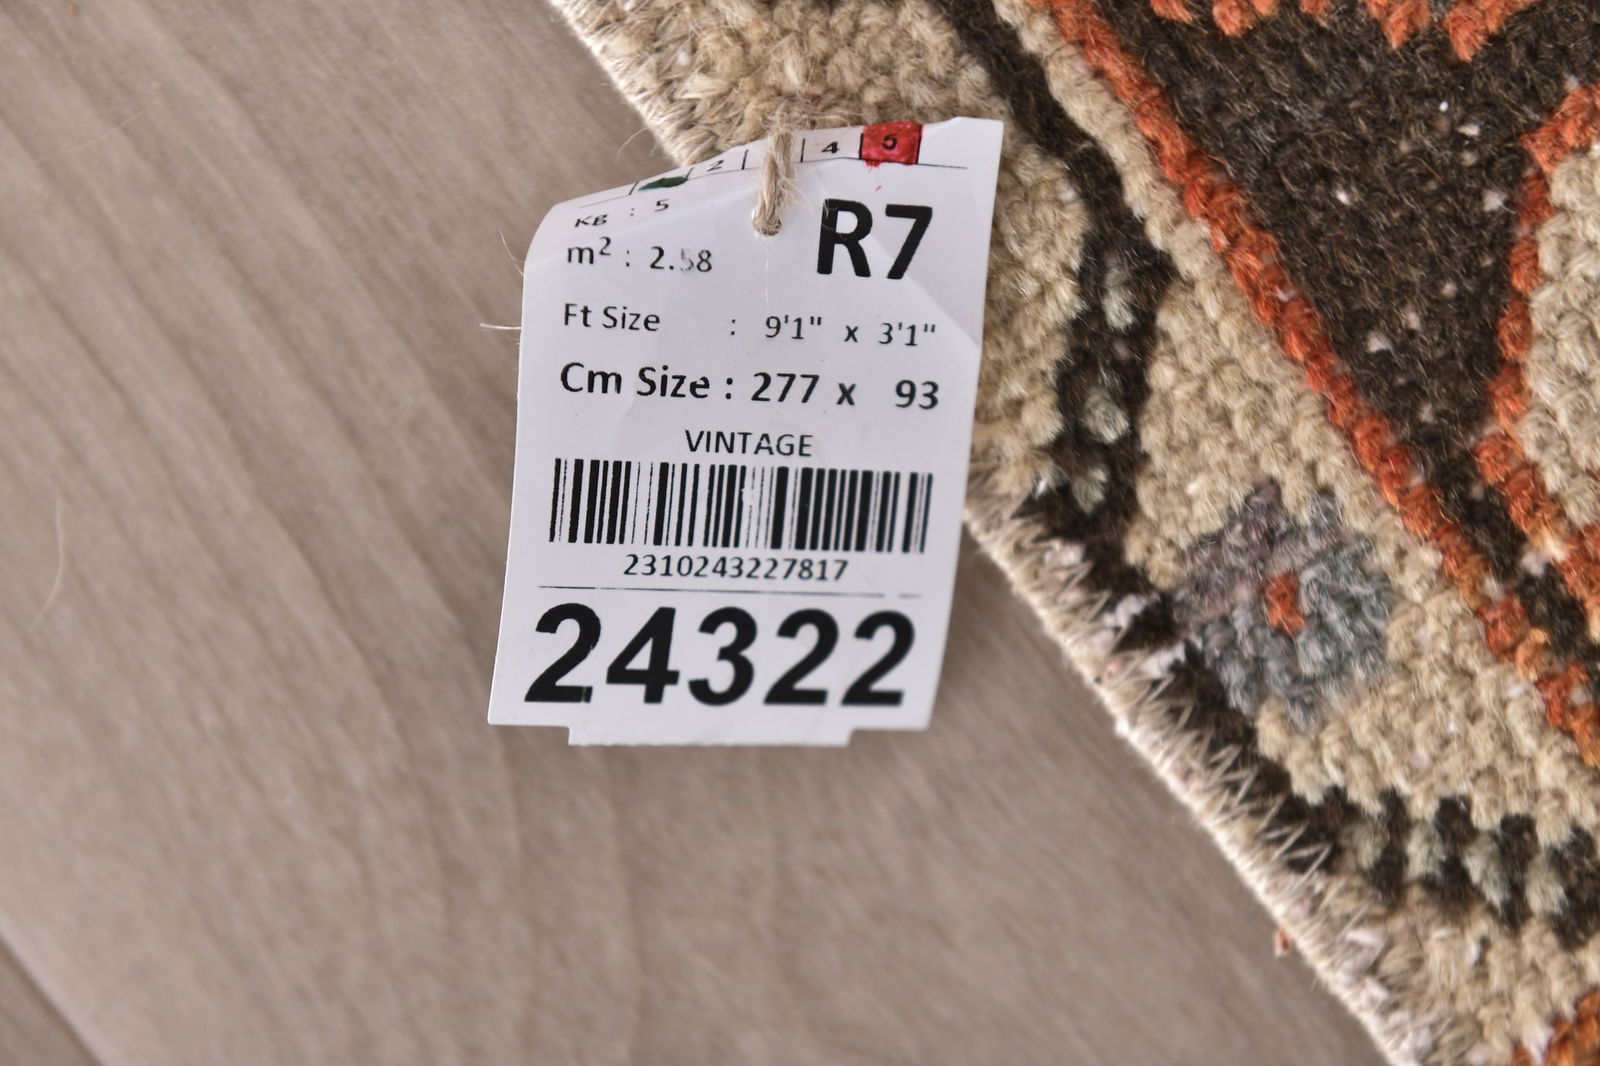 2 4 5
KG : 5
R7
m² : 2.58
Ft Size : 9'1" x 3'1"
Cm Size : 277 x 93
VINTAGE
2310243227817
24322